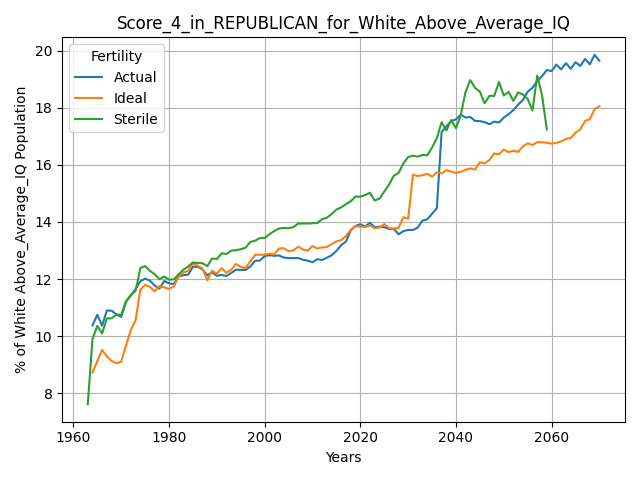 Score_4_in_REPUBLICAN_for_White_Above_Average_IQ
Fertility
Actual
Ideal
Sterile
% of White Above_Average_IQ Population
20
18
16
14
12
10
8
1960
1980
2000
2020
2040
2060
Years